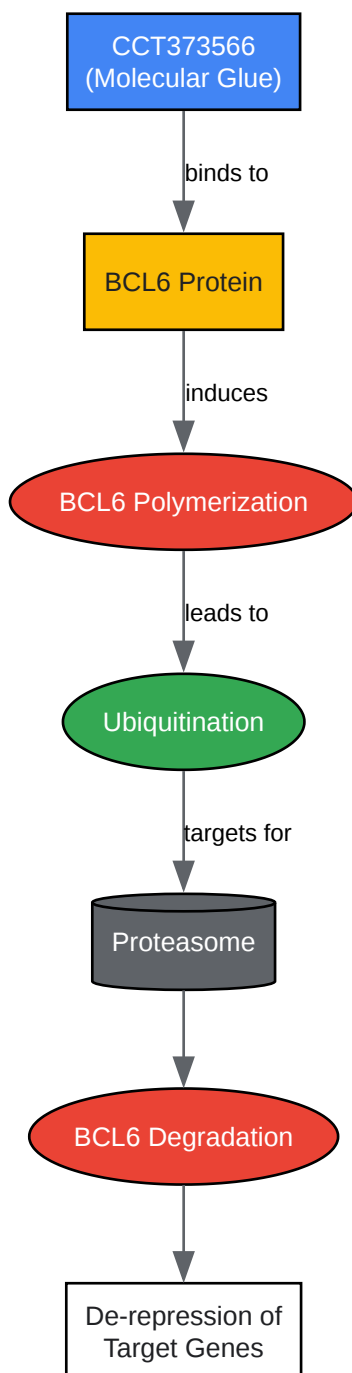 CCT373566
(Molecular Glue)
binds to
BCL6 Protein
induces
BCL6 Polymerization
leads to
Ubiquitination
targets for
Proteasome
BCL6 Degradation
De-repression of
Target Genes